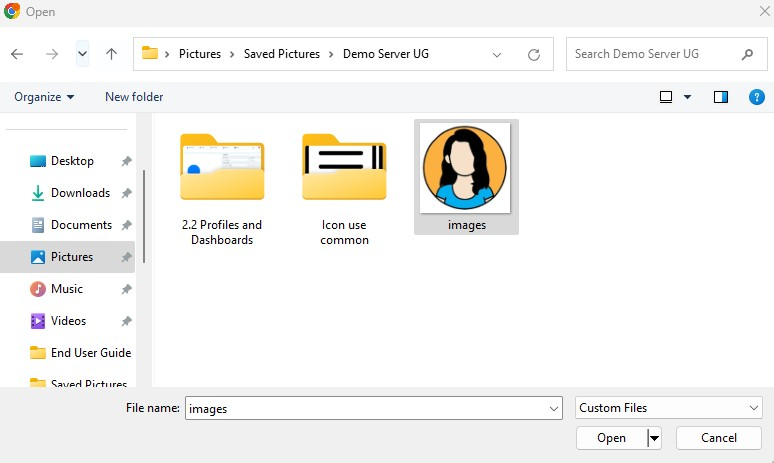 Open
Pictures
Saved Pictures
Demo Server UG
Search Demo Server UG
Organize
New folder
?
Desktop
Downloads
Documents
Pictures
Music
Videos
End User Guide
Saved Pictures
2.2 Profiles and
Dashboards
Icon use
common
images
File name:
images
Custom Files
Open
Cancel